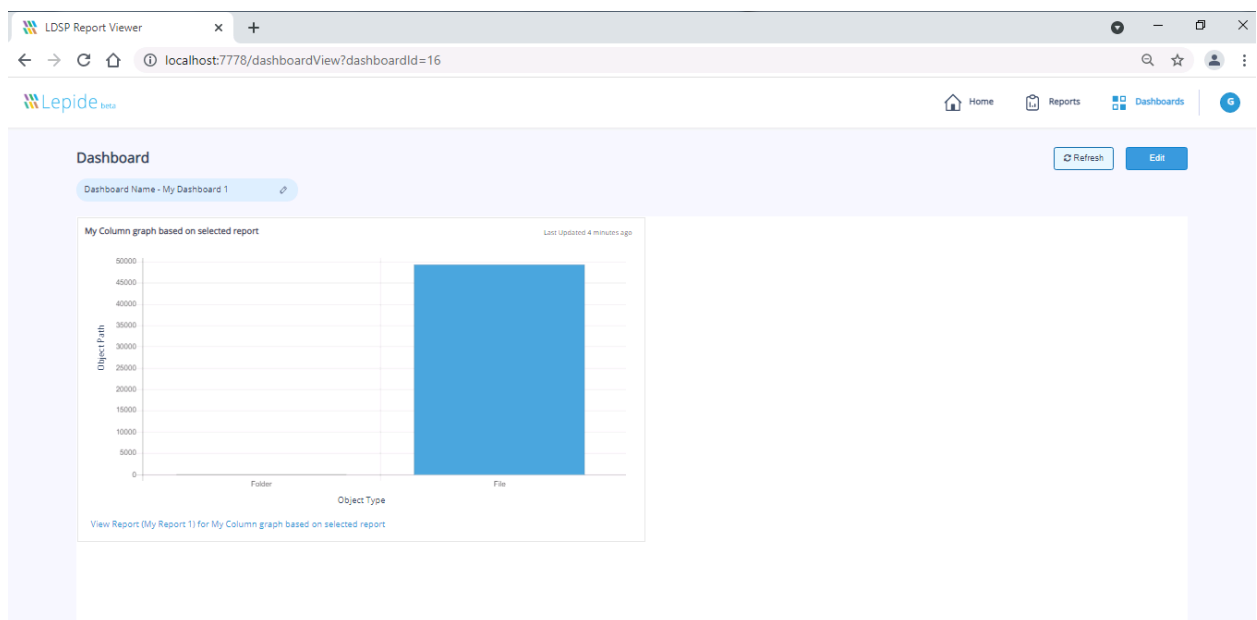 LDSP Report Viewer
localhost:7778/dashboardView?dashboardId=16
Lepide beta
Home
Reports
Dashboards
G
Dashboard
Refresh
Edit
Dashboard Name - My Dashboard 1
My Column graph based on selected report
Last Updated 4 minutes ago
50000
45000
40000
35000
30000
25000
20000
15000
10000
5000
0
Object Path
Folder
File
Object Type
View Report (My Report 1) for My Column graph based on selected report